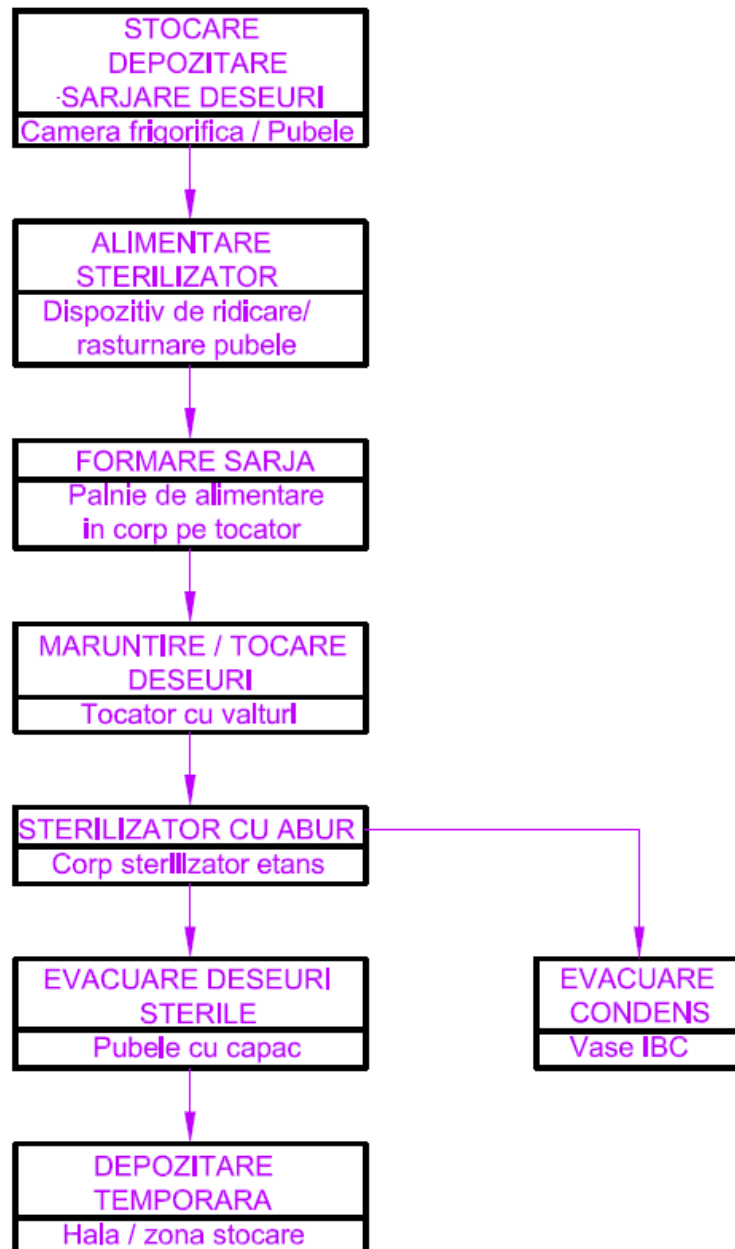 STOCARE
DEPOZITARE
-SARJARE DESEURI
Camera frigorifica / Pubele
ALIMENTARE
STERILIZATOR
Dispozitiv de ridicare/
rasturnare pubele
FORMARE SARJA
Palnie de alimentare
in corp pe tocator
MARUNTIRE / TOCARE
DESEURI
Tocator cu valturi
STERILIZATOR CU ABUR
Corp sterilizator etans
EVACUARE DESEURI
STERILE
Pubele cu capac
EVACUARE
CONDENS
Vase IBC
DEPOZITARE
TEMPORARA
Hala / zona stocare